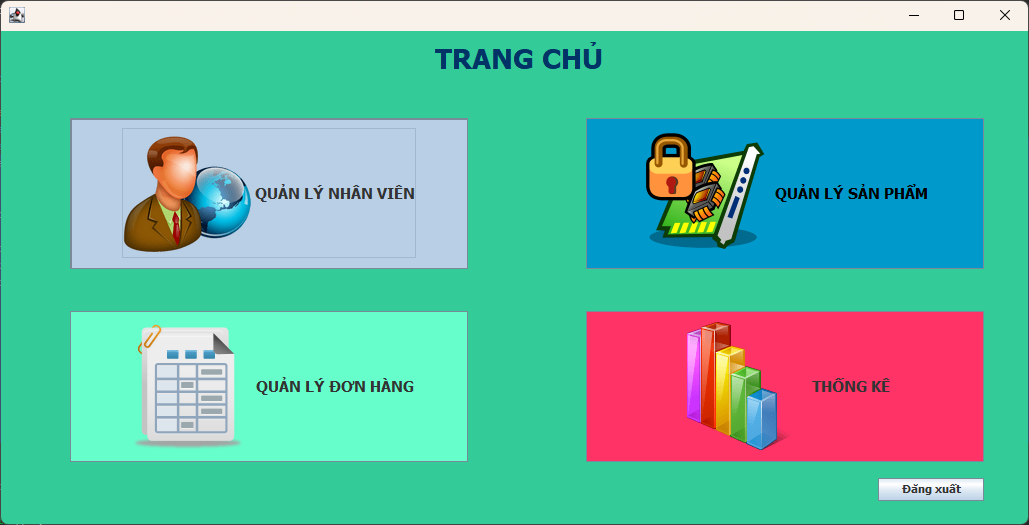 TRANG CHỦ
QUẢN LÝ NHÂN VIÊN
QUẢN LÝ SẢN PHẨM
QUẢN LÝ ĐƠN HÀNG
THỐNG KÊ
Đăng xuất